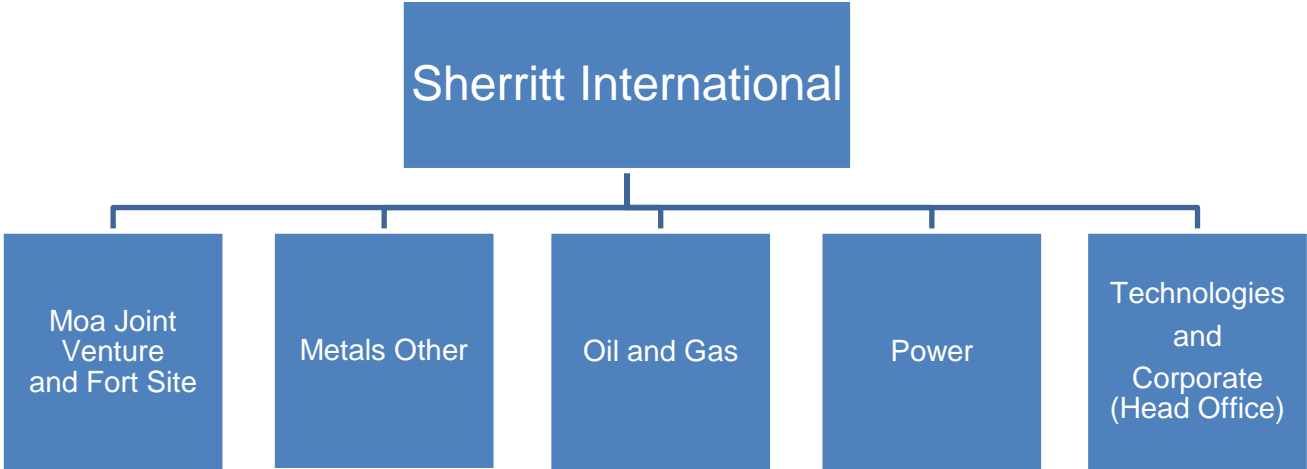 Sherritt International
Moa Joint
Venture
and Fort Site
Metals Other
Oil and Gas
Power
Technologies
and
Corporate
(Head Office)